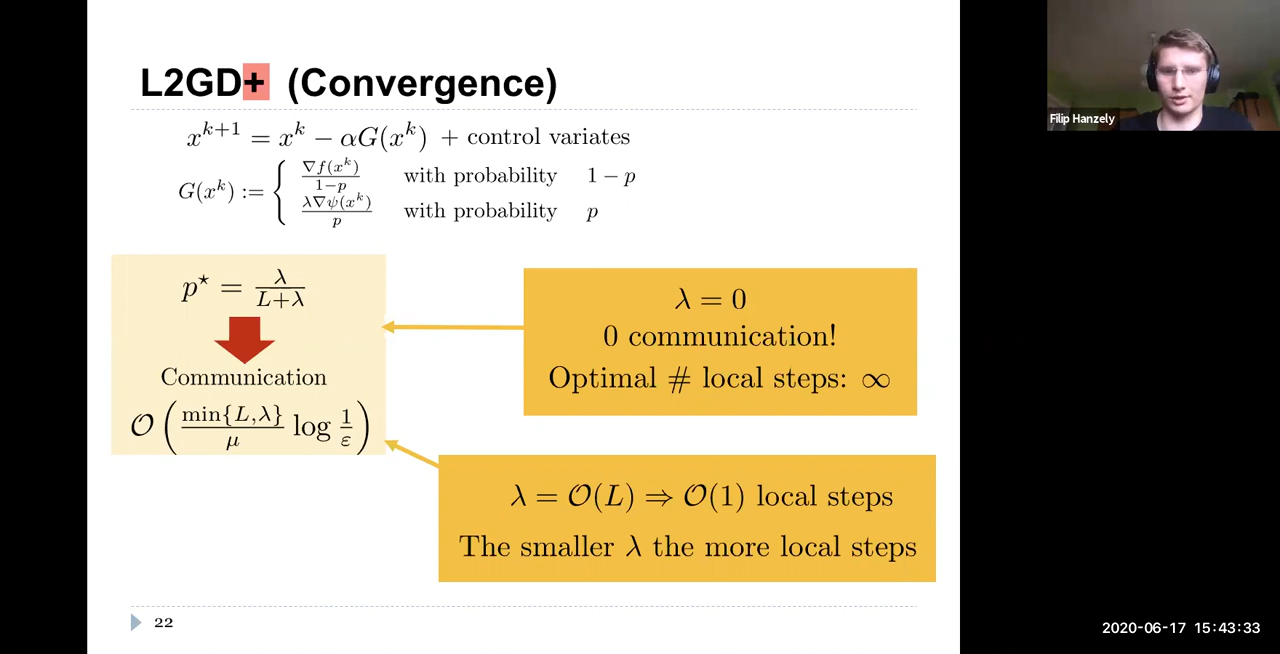 L2GD+ (Convergence)
x^{k+1} = x^k − αG(x^k) + control variates
G(x^k) := { ∇f(x^k)/(1−p) with probability 1 − p
λ∇ψ(x^k)/p with probability p
p* = λ/(L+λ)
Communication
𝒪(min{L,λ}/μ log 1/ε)
λ = 0
0 communication!
Optimal # local steps: ∞
λ = 𝒪(L) ⇒ 𝒪(1) local steps
The smaller λ the more local steps
22
Filip Hanzely
2020-06-17 15:43:33